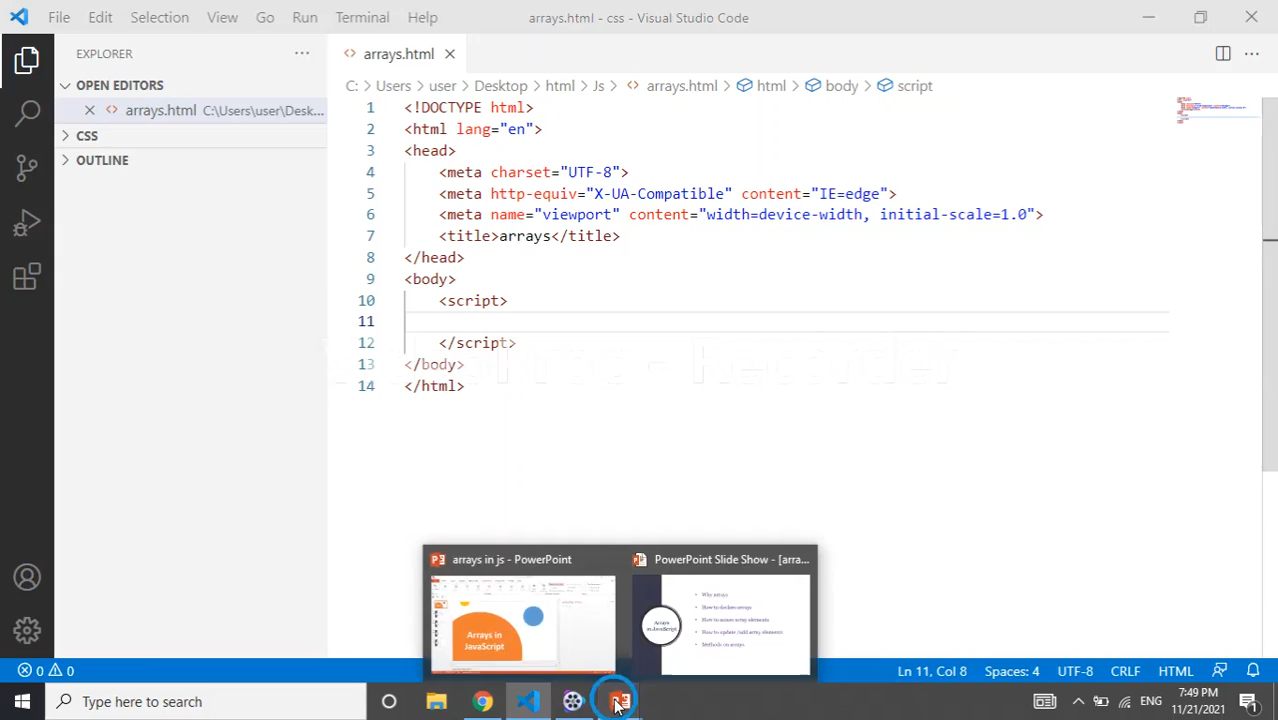 File Edit Selection View Go Run Terminal Help arrays.html - css - Visual Studio Code
EXPLORER
arrays.html
OPEN EDITORS
C: Users user Desktop html Js arrays.html html body script
arrays.html C:\Users\user\Desk...
CSS
OUTLINE
1 <!DOCTYPE html>
2 <html lang="en">
3 <head>
4 <meta charset="UTF-8">
5 <meta http-equiv="X-UA-Compatible" content="IE=edge">
6 <meta name="viewport" content="width=device-width, initial-scale=1.0">
7 <title>arrays</title>
8 </head>
9 <body>
10 <script>
11
12 </script>
13 </body>
14 </html>
Recorder
arrays in js - PowerPoint
PowerPoint Slide Show - [arra...
Arrays in
JavaScript
Arrays
in JavaScript
Why arrays
How to declare arrays
How to access array elements
How to update /add array elements
Methods on arrays
0 0 Ln 11, Col 8 Spaces: 4 UTF-8 CRLF HTML
Type here to search
ENG
7:49 PM
11/21/2021
1